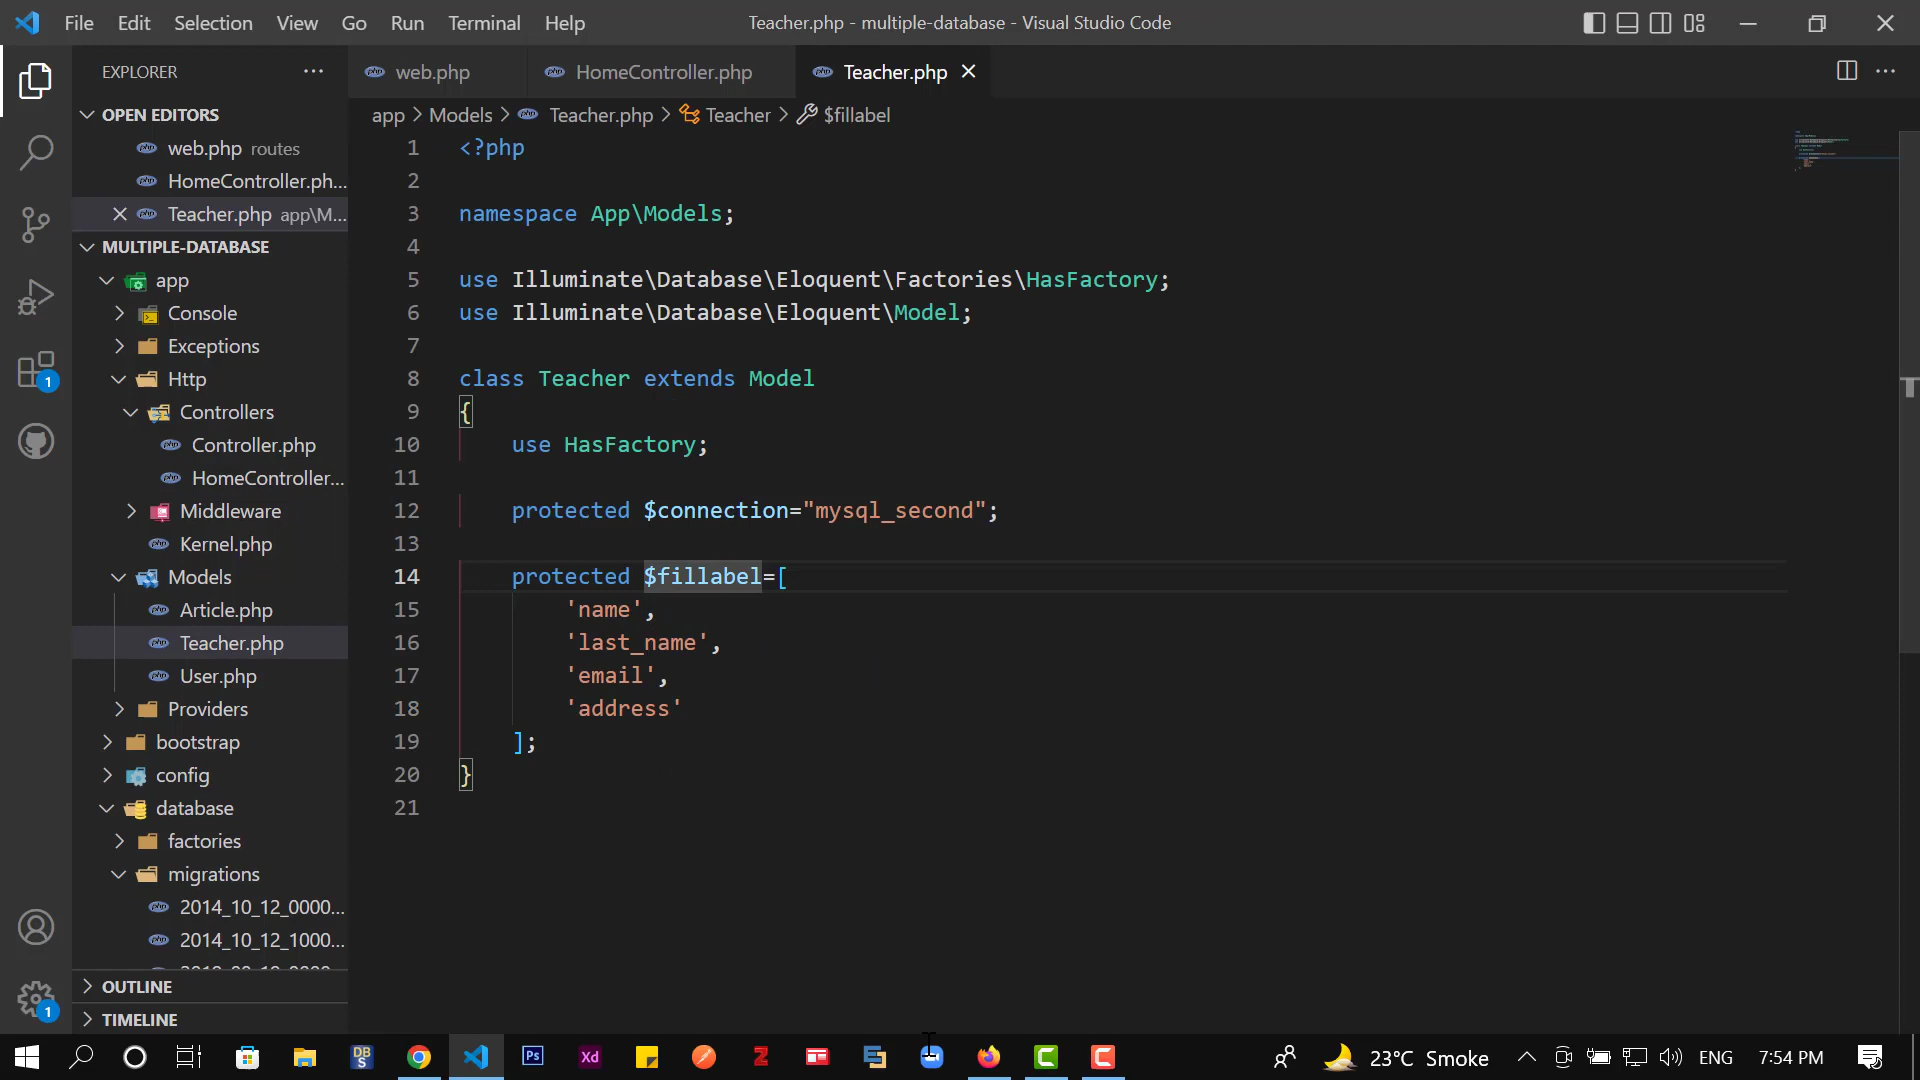 File Edit Selection View Go Run Terminal Help
Teacher.php - multiple-database - Visual Studio Code
EXPLORER
web.php
HomeController.php
Teacher.php
OPEN EDITORS
web.php routes
HomeController.ph...
Teacher.php app\M...
MULTIPLE-DATABASE
app
Console
Exceptions
Http
Controllers
Controller.php
HomeController...
Middleware
Kernel.php
Models
Article.php
Teacher.php
User.php
Providers
bootstrap
config
database
factories
migrations
2014_10_12_0000...
2014_10_12_1000...
OUTLINE
TIMELINE
1
1
app > Models > Teacher.php > Teacher > $fillabel
1 <?php
2
3 namespace App\Models;
4
5 use Illuminate\Database\Eloquent\Factories\HasFactory;
6 use Illuminate\Database\Eloquent\Model;
7
8 class Teacher extends Model
9 {
10 use HasFactory;
11
12 protected $connection="mysql_second";
13
14 protected $fillabel=[
15 'name',
16 'last_name',
17 'email',
18 'address'
19 ];
20 }
21
DB S Ps Xd Z
23°C Smoke
ENG
7:54 PM